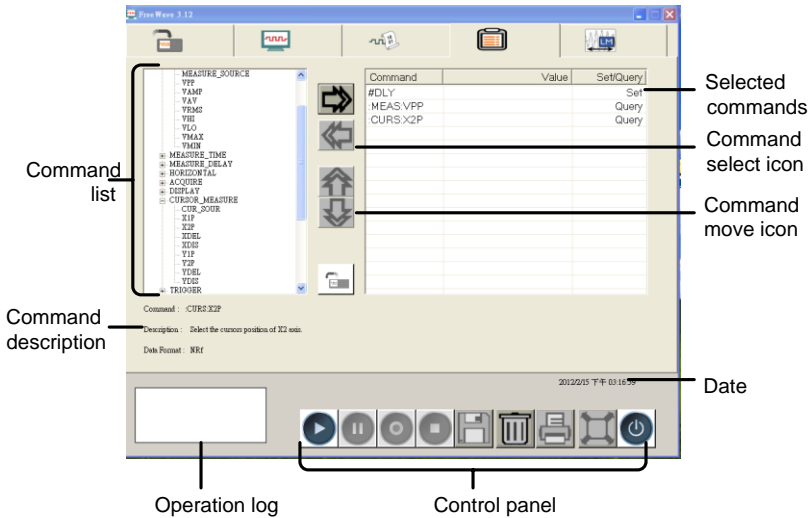 Free Wave 3.12
LM
MEASURE_SOURCE
VPP
VAMP
VAV
VRMS
VHI
VLO
VMAX
VMIN
MEASURE_TIME
MEASURE_DELAY
HORIZONTAL
ACQUIRE
DISPLAY
CURSOR_MEASURE
CUR_SOUR
X1P
X2P
XDEL
XDIS
Y1P
Y2P
YDEL
YDIS
TRIGGER
Command Value Set/Query
#DLY Set
:MEAS:VPP Query
:CURS:X2P Query
Selected commands
Command select icon
Command move icon
Command list
Command : :CURS:X2P
Description : Select the cursors position of X2 axis.
Data Format : NRf
Command description
2012/2/15 下午 03:16:59
Date
Operation log
Control panel